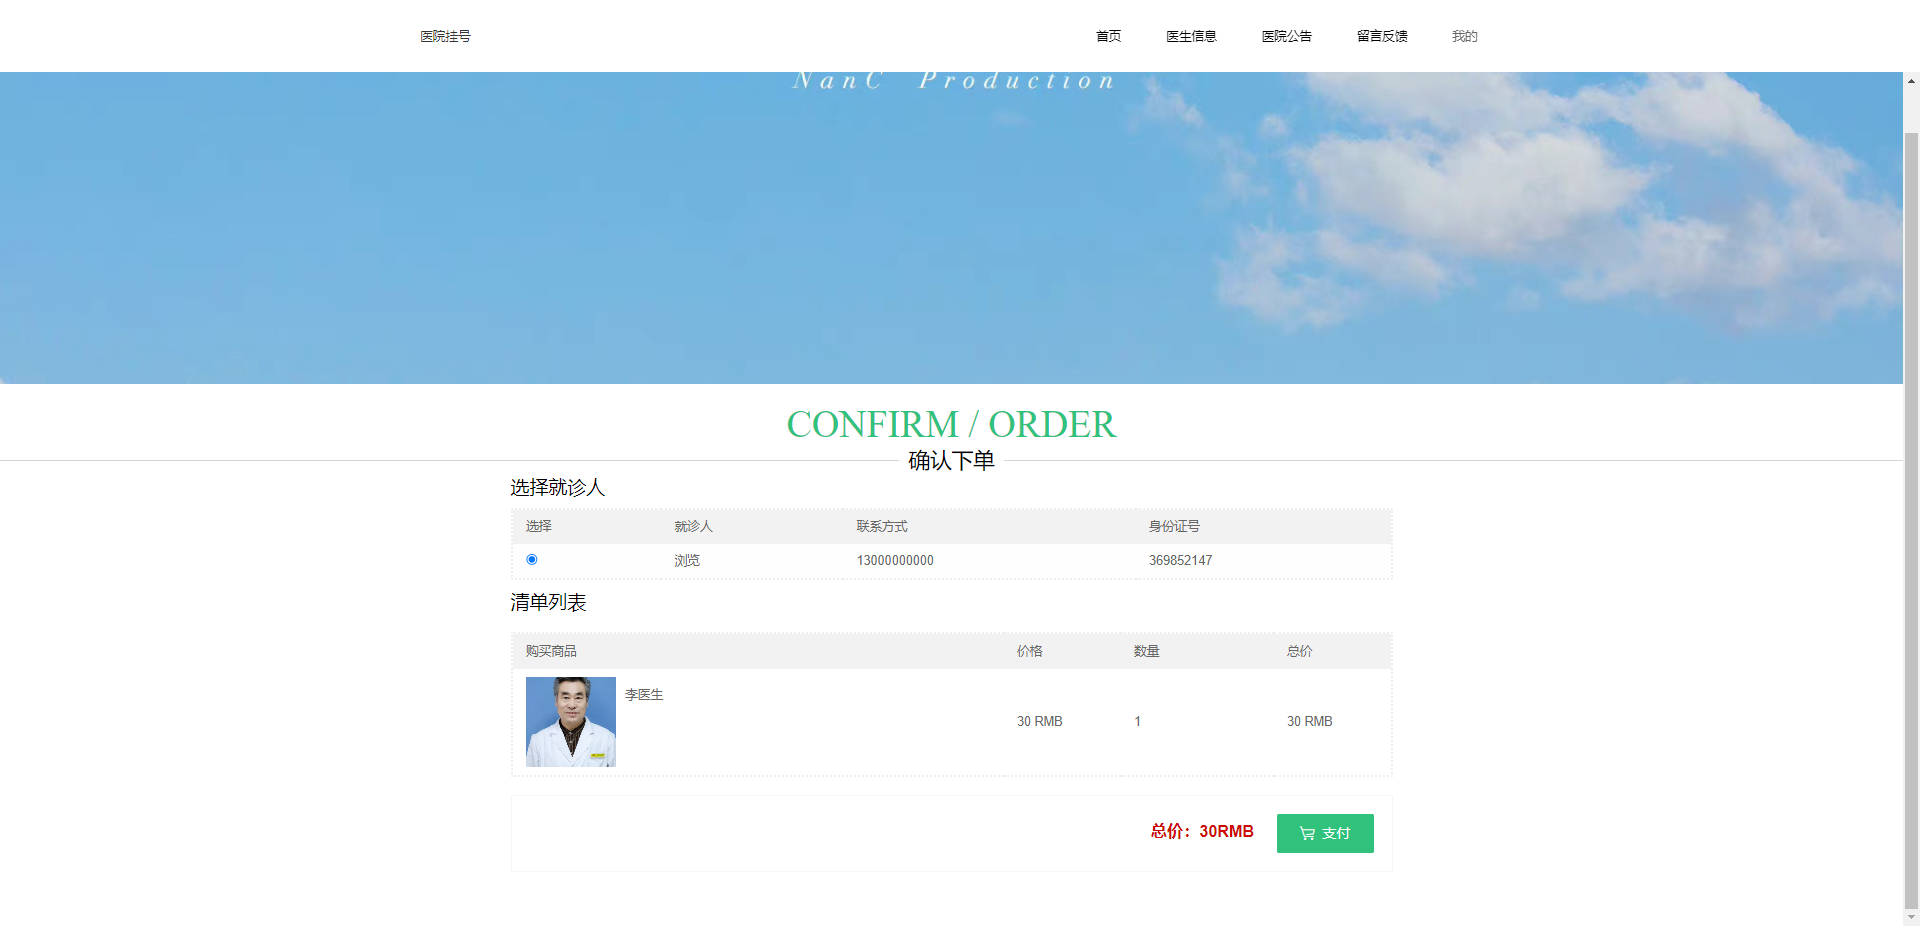 医院挂号 首页 医生信息 医院公告 留言反馈 我的
NanC Production
CONFIRM / ORDER
确认下单
选择就诊人
选择 就诊人 联系方式 身份证号
浏览 13000000000 369852147
清单列表
购买商品 价格 数量 总价
李医生 30 RMB 1 30 RMB
总价：30RMB 支付